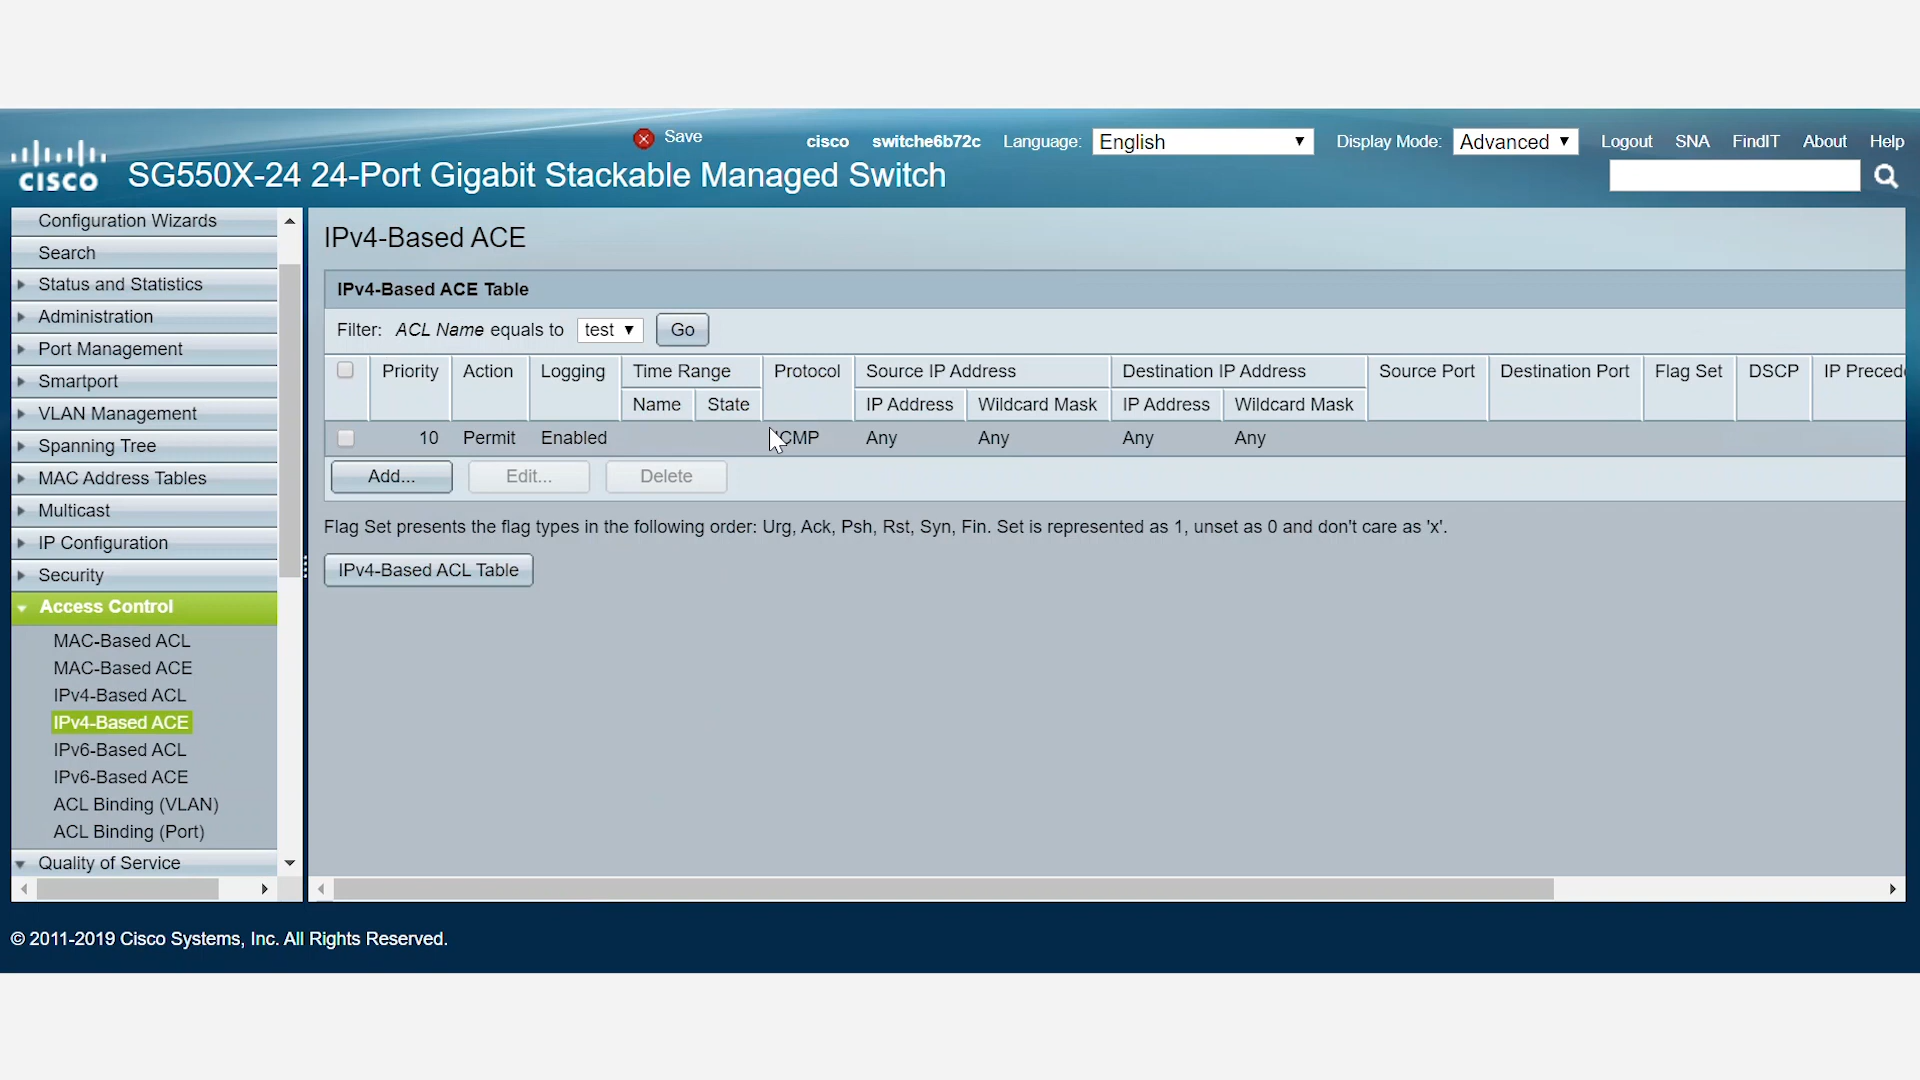 Save
cisco switche6b72c Language: English Display Mode: Advanced Logout SNA FindIT About Help
CISCO
SG550X-24 24-Port Gigabit Stackable Managed Switch
Configuration Wizards
Search
Status and Statistics
Administration
Port Management
Smartport
VLAN Management
Spanning Tree
MAC Address Tables
Multicast
IP Configuration
Security
Access Control
MAC-Based ACL
MAC-Based ACE
IPv4-Based ACL
IPv4-Based ACE
IPv6-Based ACL
IPv6-Based ACE
ACL Binding (VLAN)
ACL Binding (Port)
Quality of Service
IPv4-Based ACE
IPv4-Based ACE Table
Filter: ACL Name equals to test Go
Priority Action Logging Time Range Protocol Source IP Address Destination IP Address Source Port Destination Port Flag Set DSCP IP
Name State IP Address Wildcard Mask IP Address Wildcard Mask
10 Permit Enabled Any Any Any Any
Add... Edit... Delete
Flag Set presents the flag types in the following order: Urg, Ack, Psh, Rst, Syn, Fin. Set is represented as 1, unset as 0 and don't care as 'x'.
IPv4-Based ACL Table
© 2011-2019 Cisco Systems, Inc. All Rights Reserved.